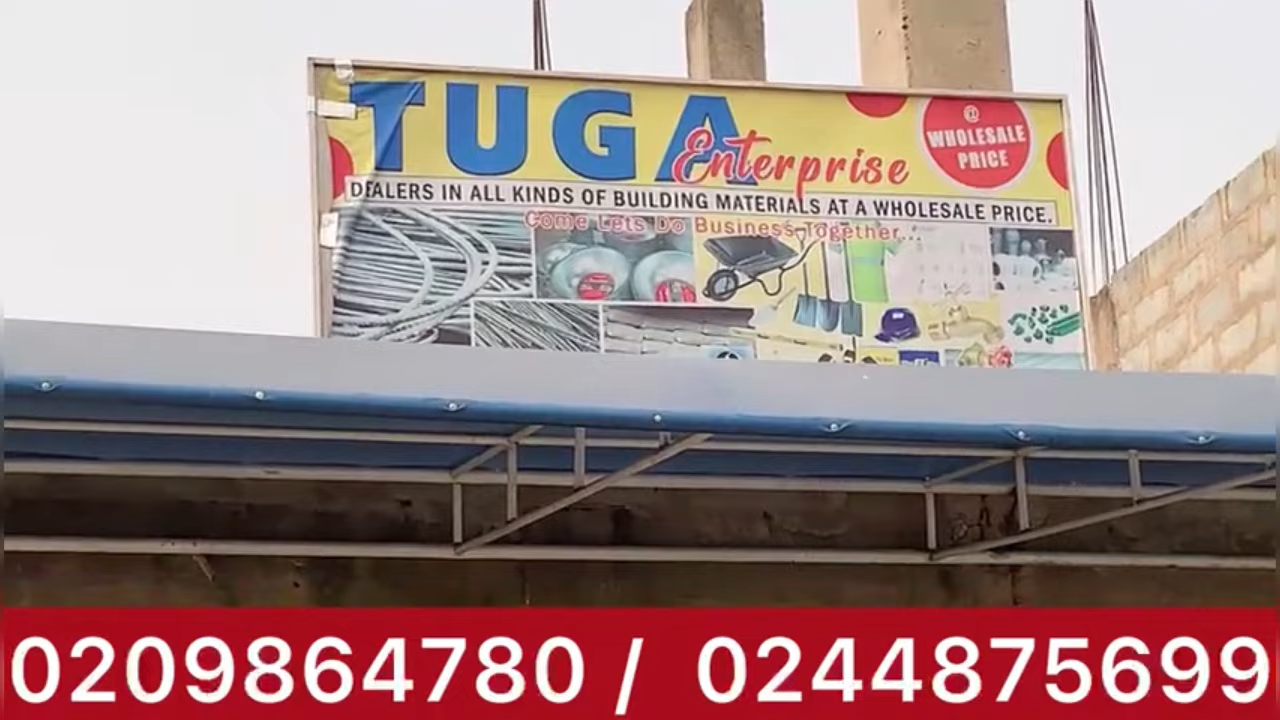 TUGA
Enterprise
@
WHOLESALE
PRICE
DEALERS IN ALL KINDS OF BUILDING MATERIALS AT A WHOLESALE PRICE.
Come Lets Do Business Together...
0209864780 / 0244875699